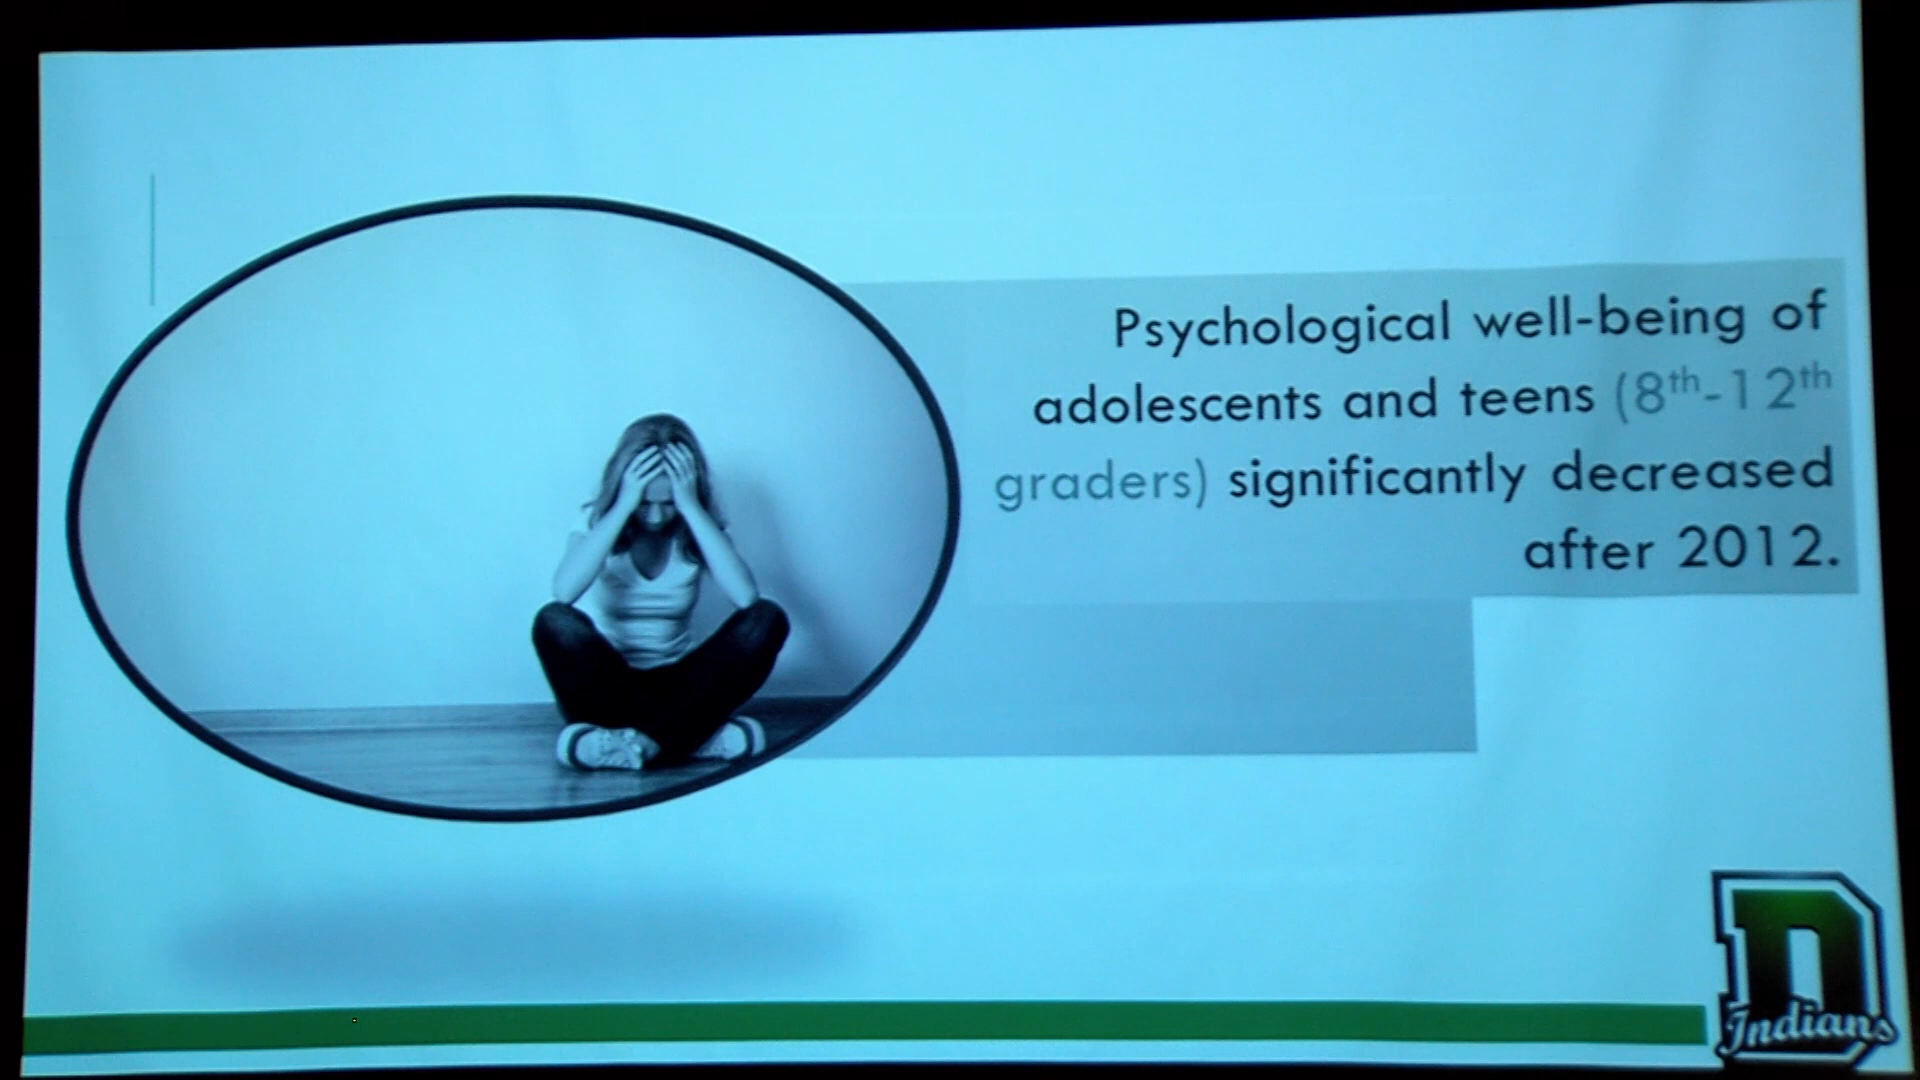 Psychological well-being of
adolescents and teens (8th-12th
graders) significantly decreased
after 2012.
D
Indians